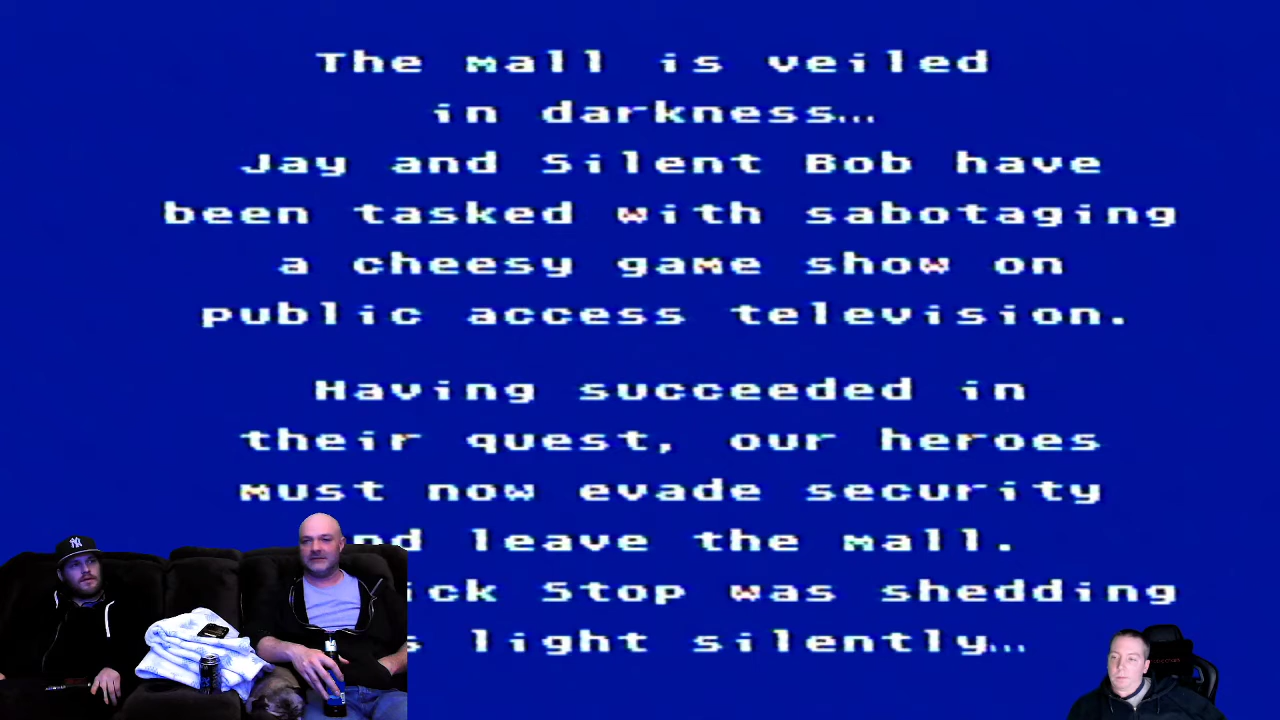 The mall is veiled
in darkness...
Jay and Silent Bob have
been tasked with sabotaging
a cheesy game show on
public access television.
Having succeeded in
their quest, our heroes
must now evade security
leave the mall.
Stop was shedding
light silently...